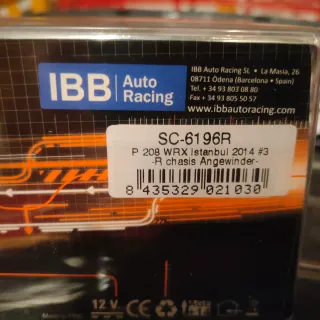 IBB Auto Racing
IBB Auto Racing SL • La Masia, 26
08711 Odena (Barcelona • Spain)
Tel. + 34 93 803 08 80
Fax + 34 93 805 50 57
www.ibbautoracing.com
SC-6196R
P 208 WRX Istanbul 2014 #3
-R chasis Angewinder-
8 435329 021030
12 V
CE